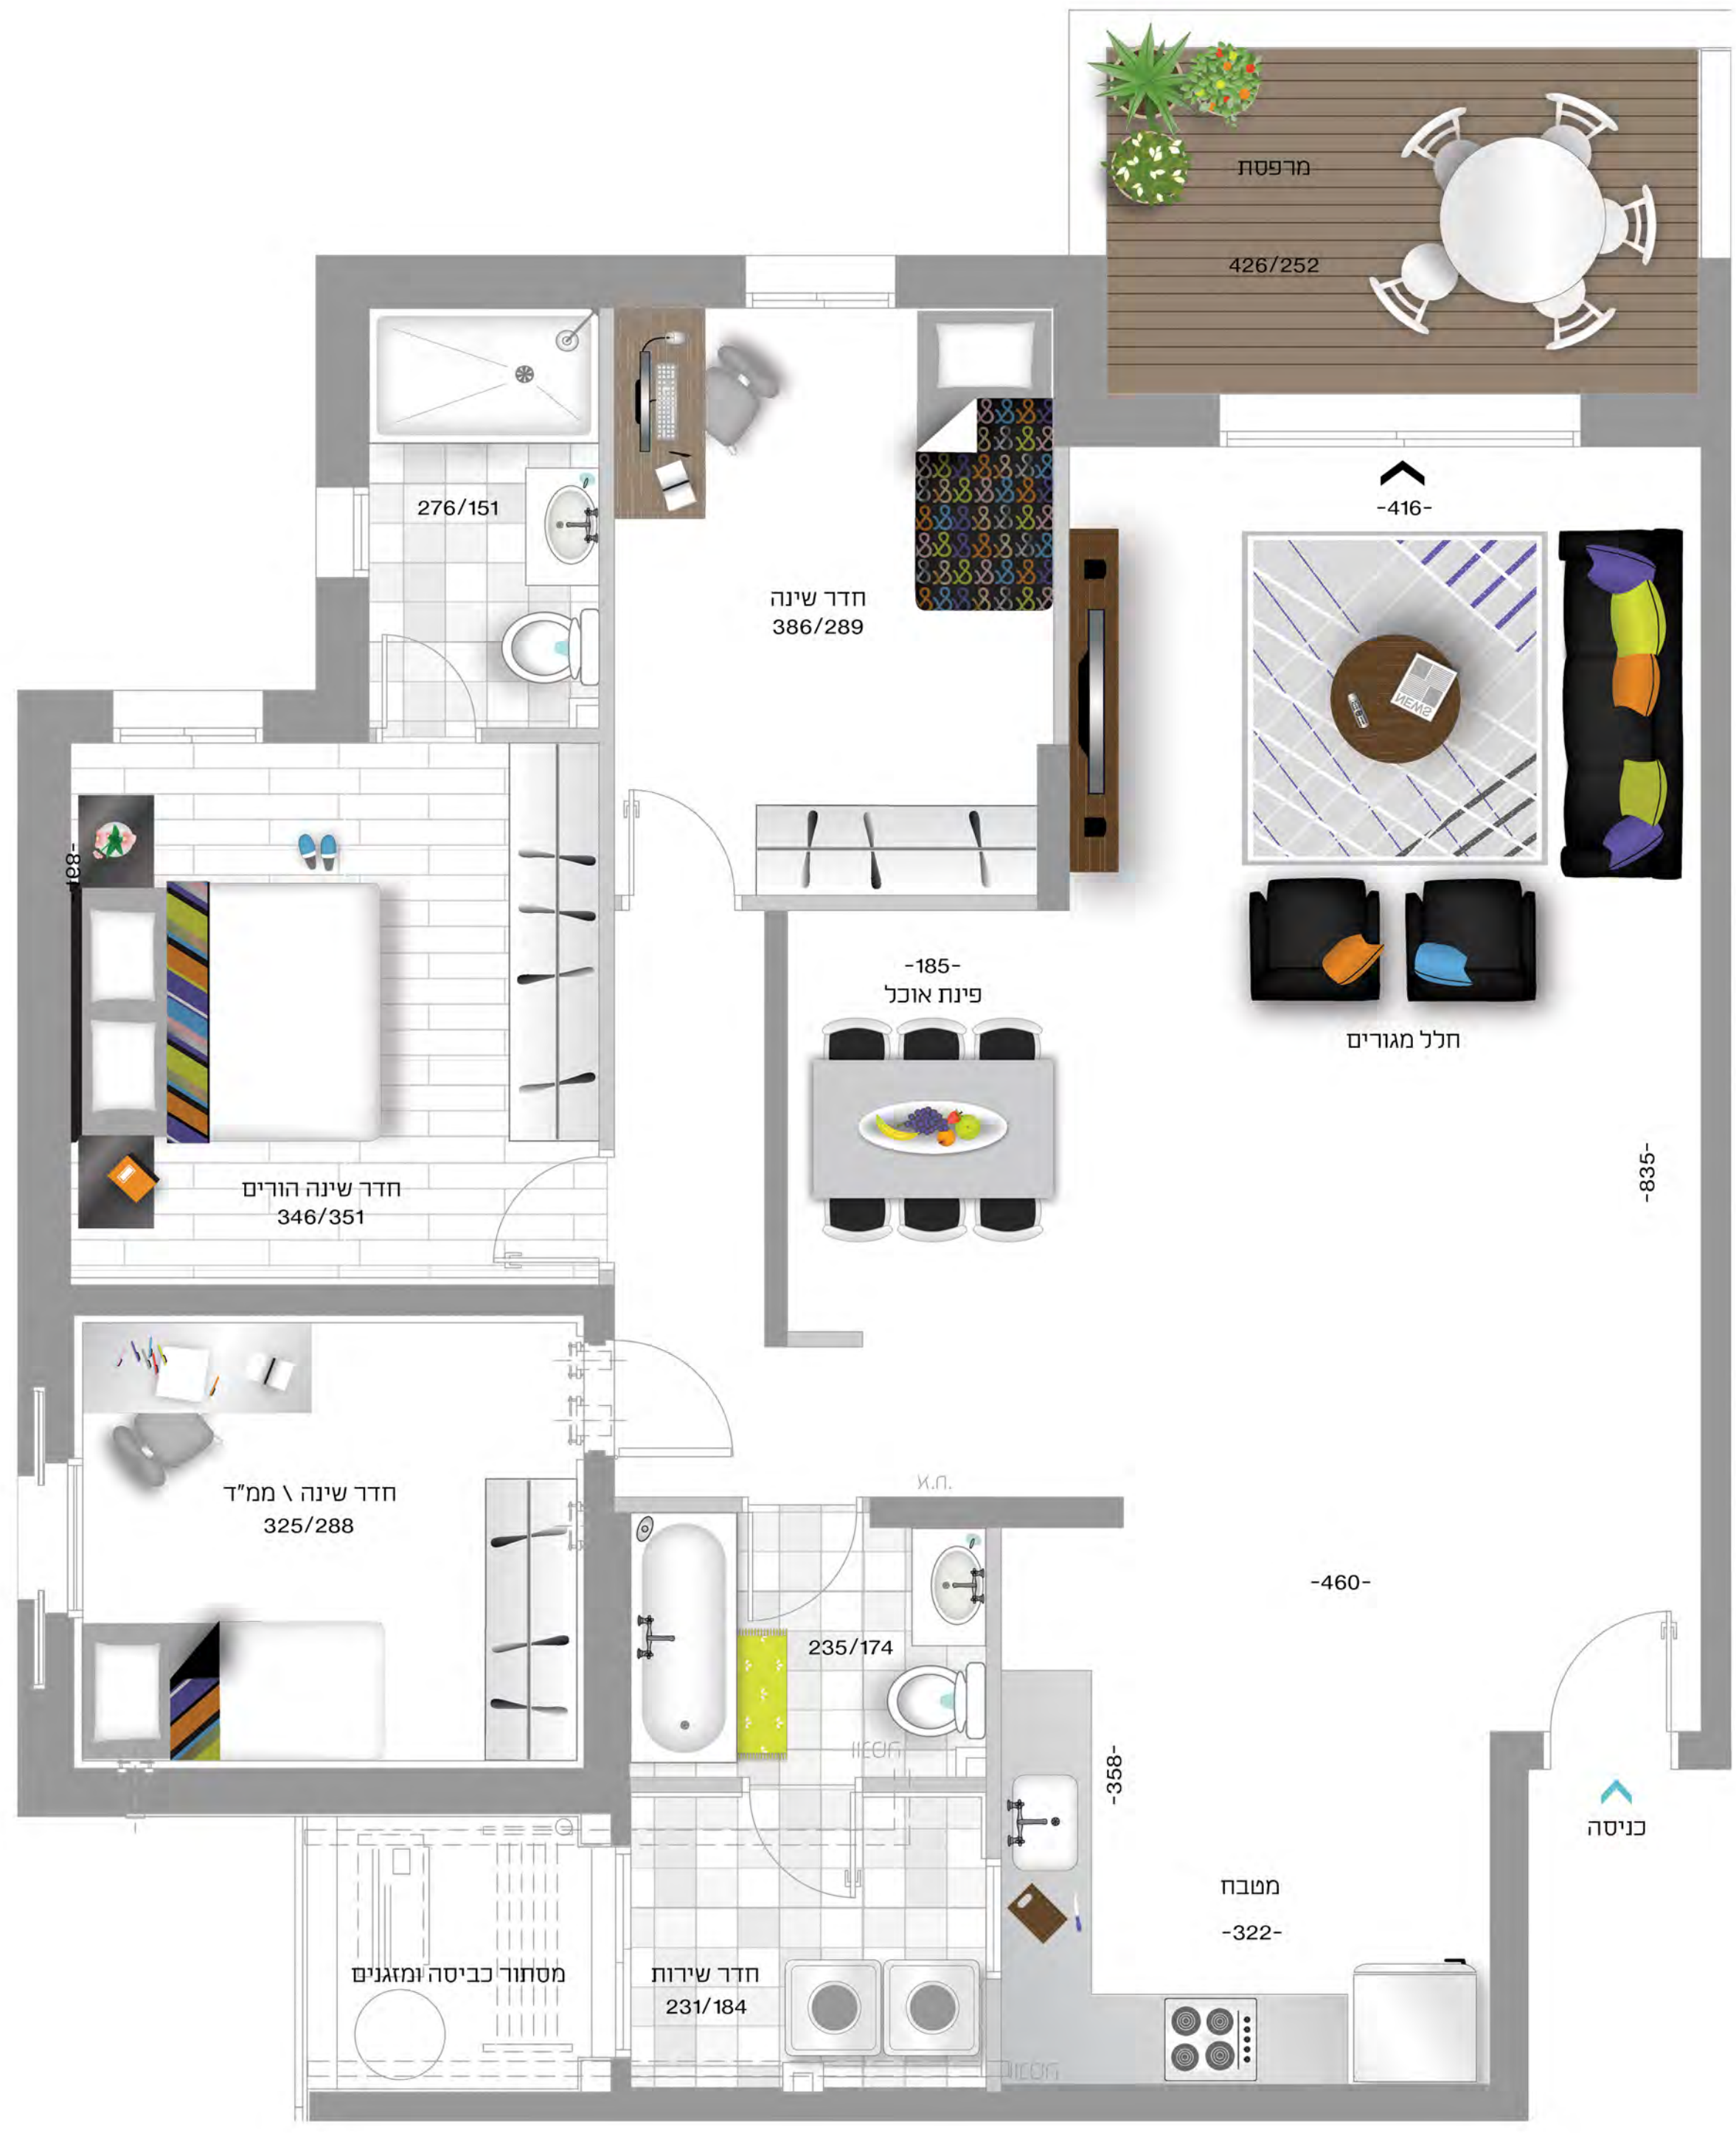 מרפסת
426/252
-416-
276/151
חדר שינה
386/289
NEWS
-198-
-185-
פינת אוכל
חלל מגורים
-835-
חדר שינה הורים
346/351
חדר שינה \ ממ"ד
325/288
ח.א.
-460-
235/174
-358-
כניסה
מטבח
-322-
מסתור כביסה ומזגנים
חדר שירות
231/184